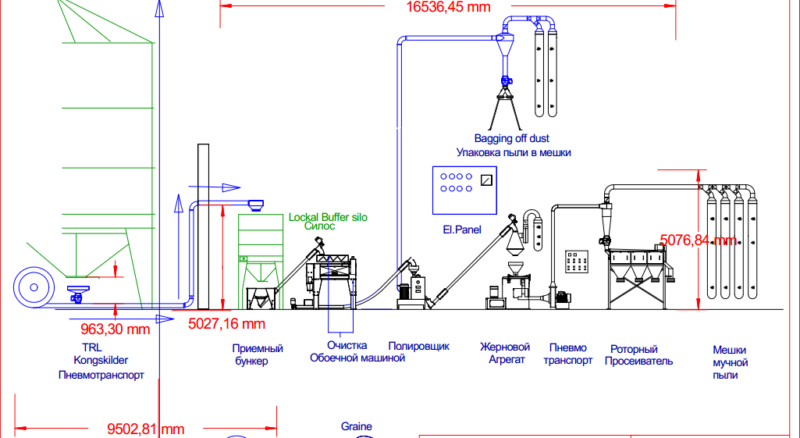 16536,45 mm
Bagging off dust
Упаковка пыли в мешки
Lockal Buffer silo
Силос
El.Panel
5076,84 mm
963,30 mm
5027,16 mm
TRL
Kongskilder
Пневмотранспорт
Приемный
бункер
Очистка
Обоечной машиной
Полировщик
Жерновой
Агрегат
Пневмо
транспорт
Роторный
Просеиватель
Мешки
мучной
пыли
9502,81 mm
Graine